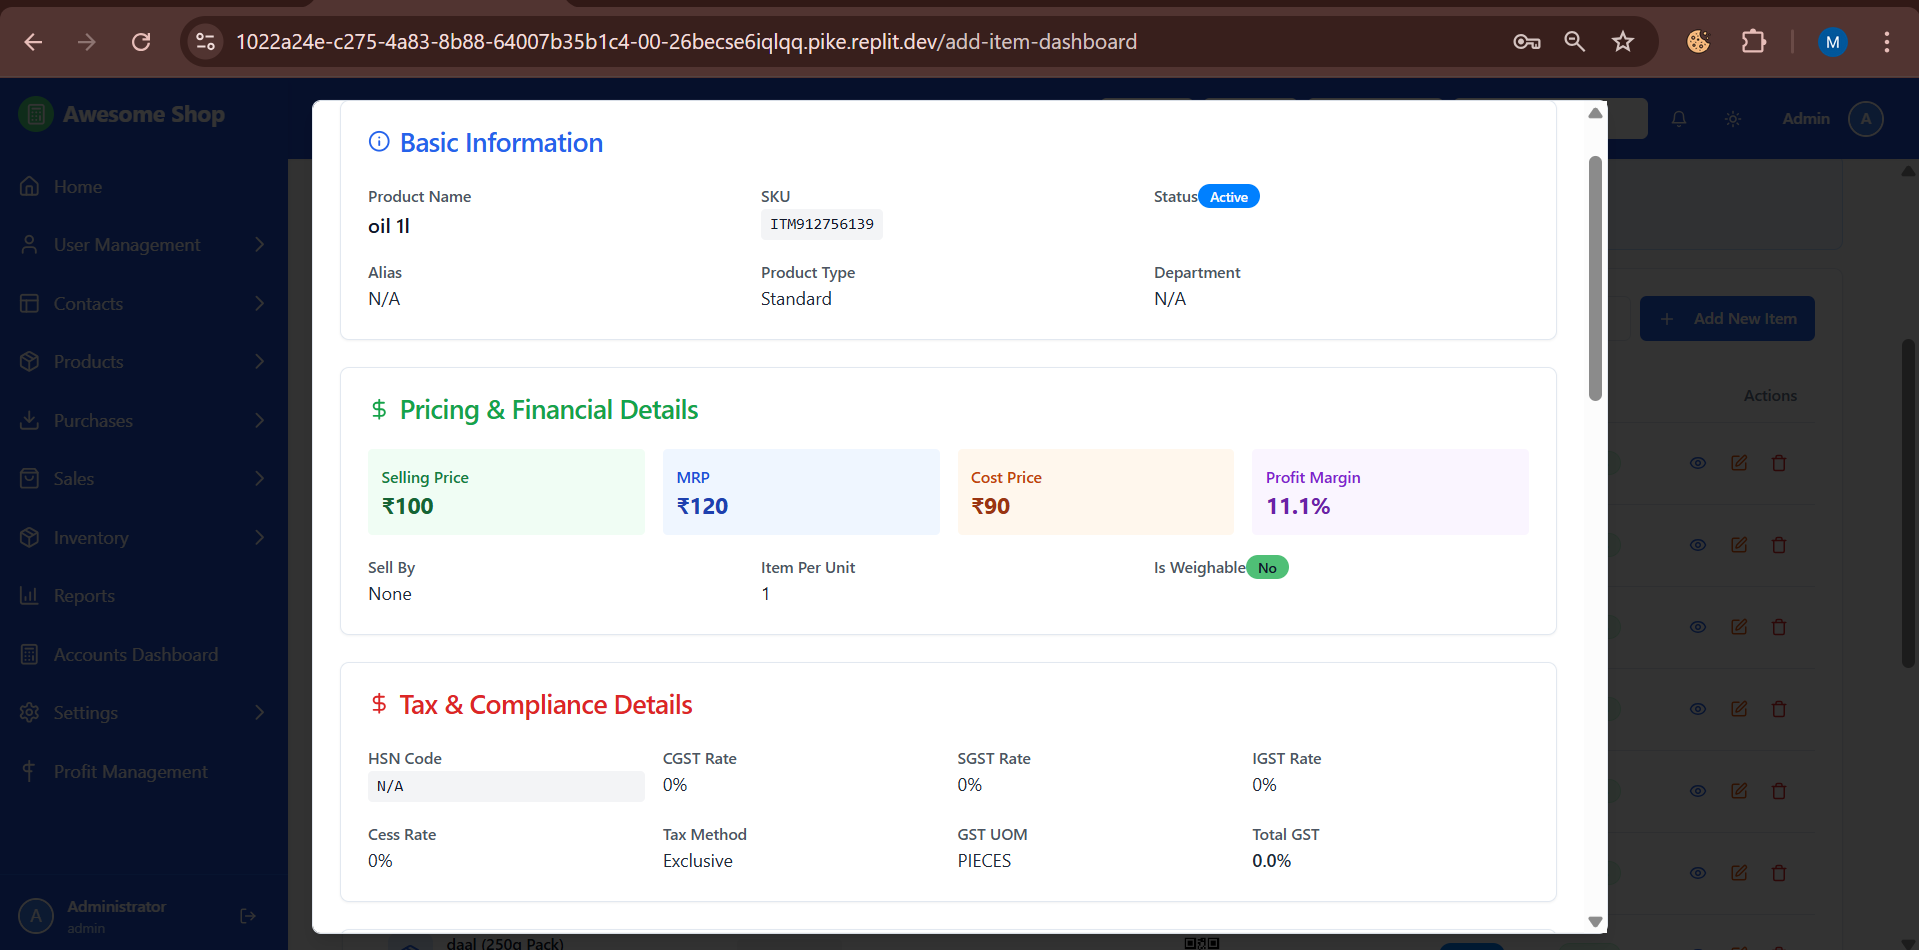 1022a24e-c275-4a83-8b88-64007b35b1c4-00-26becse6iqlqq.pike.replit.dev/add-item-dashboard
M
Awesome Shop
Admin
A
Home
User Management
Contacts
Products
Purchases
Sales
Inventory
Reports
Accounts Dashboard
Settings
Profit Management
A
Administrator
admin
Basic Information
Product Name
oil 1l
SKU
ITM912756139
Status Active
Alias
N/A
Product Type
Standard
Department
N/A
$ Pricing & Financial Details
Selling Price
₹100
MRP
₹120
Cost Price
₹90
Profit Margin
11.1%
Sell By
None
Item Per Unit
1
Is Weighable No
$ Tax & Compliance Details
HSN Code
N/A
CGST Rate
0%
SGST Rate
0%
IGST Rate
0%
Cess Rate
0%
Tax Method
Exclusive
GST UOM
PIECES
Total GST
0.0%
+ Add New Item
Actions
daal (250g Pack)